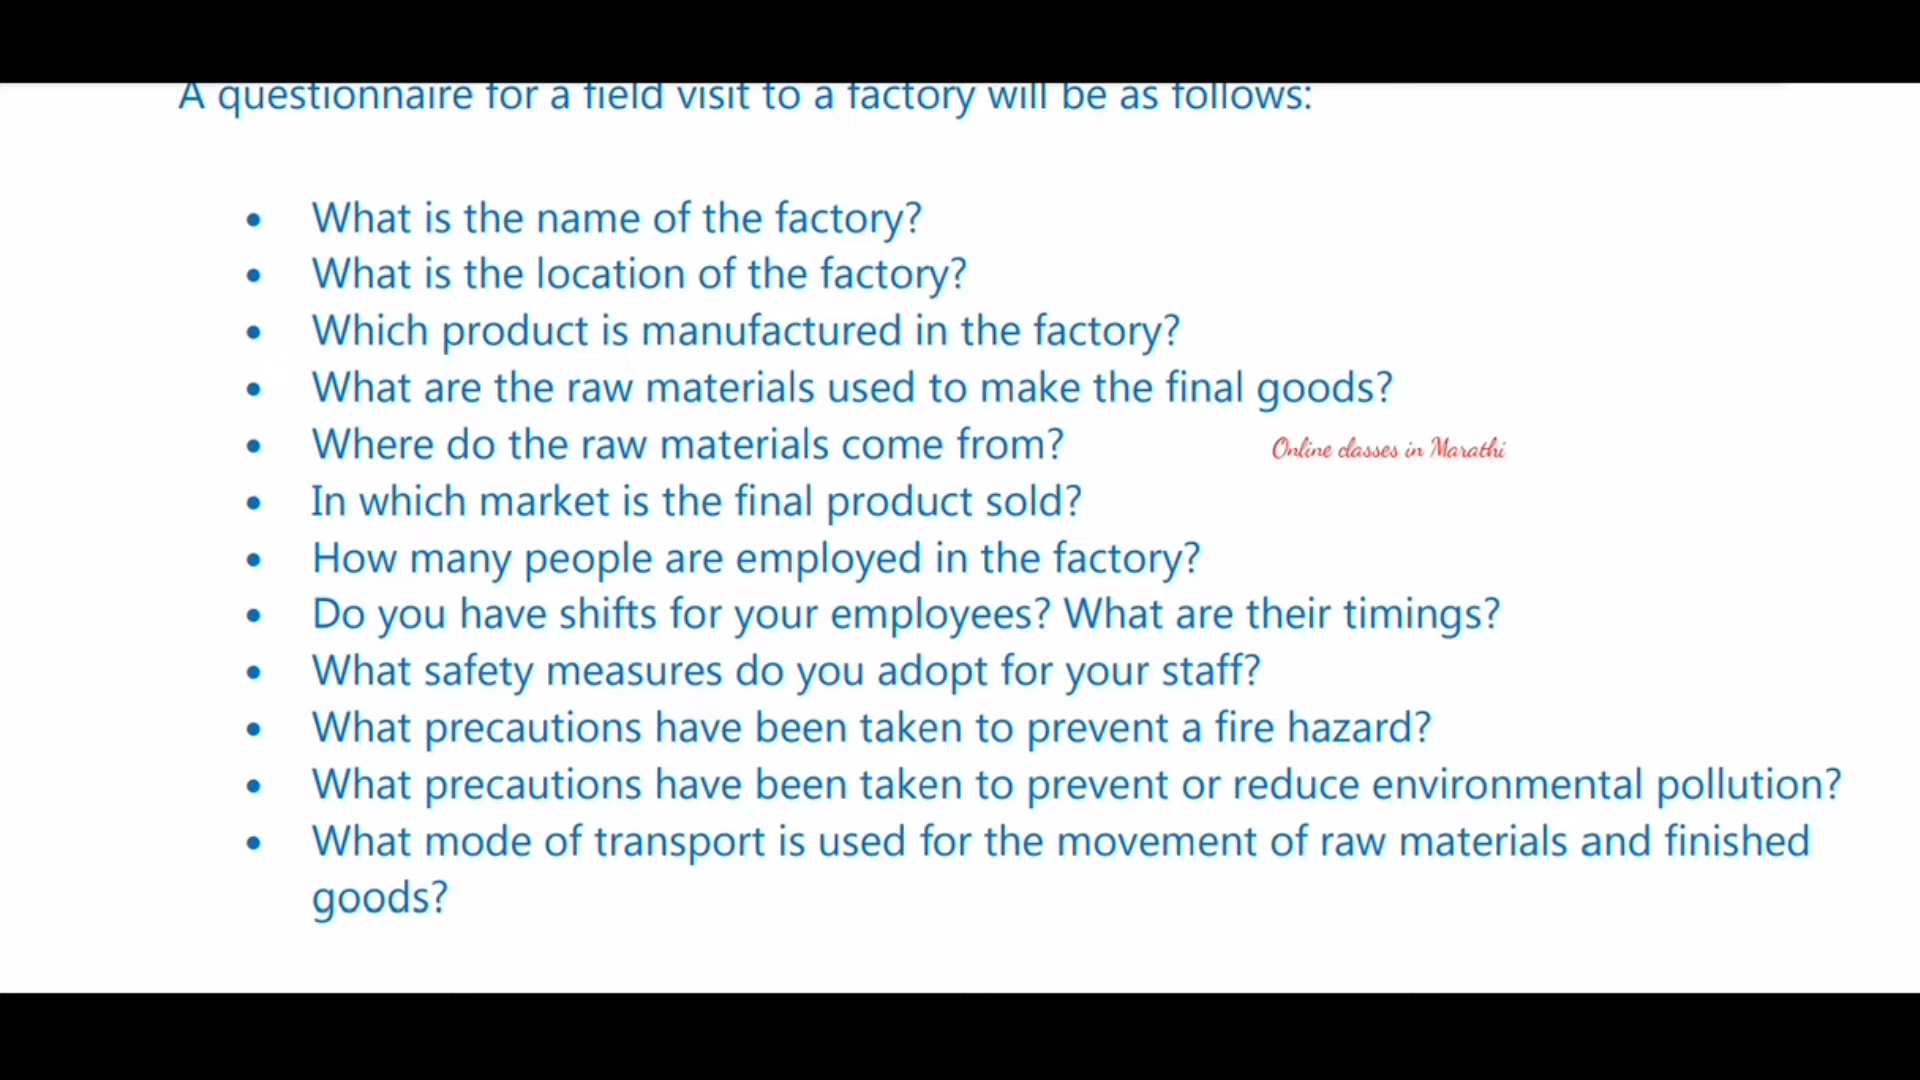 A questionnaire for a field visit to a factory will be as follows:
• What is the name of the factory?
• What is the location of the factory?
• Which product is manufactured in the factory?
• What are the raw materials used to make the final goods?
• Where do the raw materials come from?
Online classes in Marathi
• In which market is the final product sold?
• How many people are employed in the factory?
• Do you have shifts for your employees? What are their timings?
• What safety measures do you adopt for your staff?
• What precautions have been taken to prevent a fire hazard?
• What precautions have been taken to prevent or reduce environmental pollution?
• What mode of transport is used for the movement of raw materials and finished
goods?